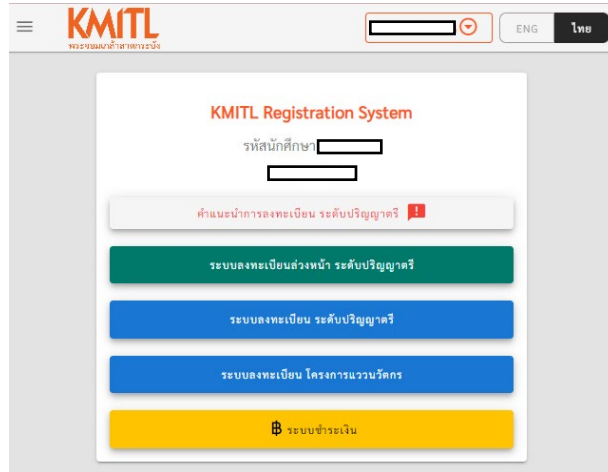 KMITL
พระจอมเกล้าลาดกระบัง
ENG ไทย
KMITL Registration System
รหัสนักศึกษา
คำแนะนำการลงทะเบียน ระดับปริญญาตรี
ระบบลงทะเบียนล่วงหน้า ระดับปริญญาตรี
ระบบลงทะเบียน ระดับปริญญาตรี
ระบบลงทะเบียน โครงการแววนวัตกร
฿ ระบบชำระเงิน